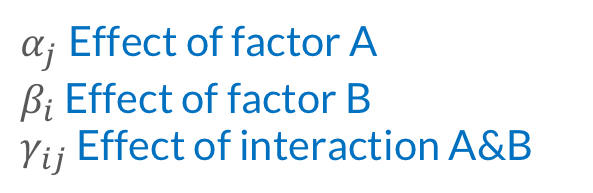 αⱼ Effect of factor A
βᵢ Effect of factor B
γᵢⱼ Effect of interaction A&B